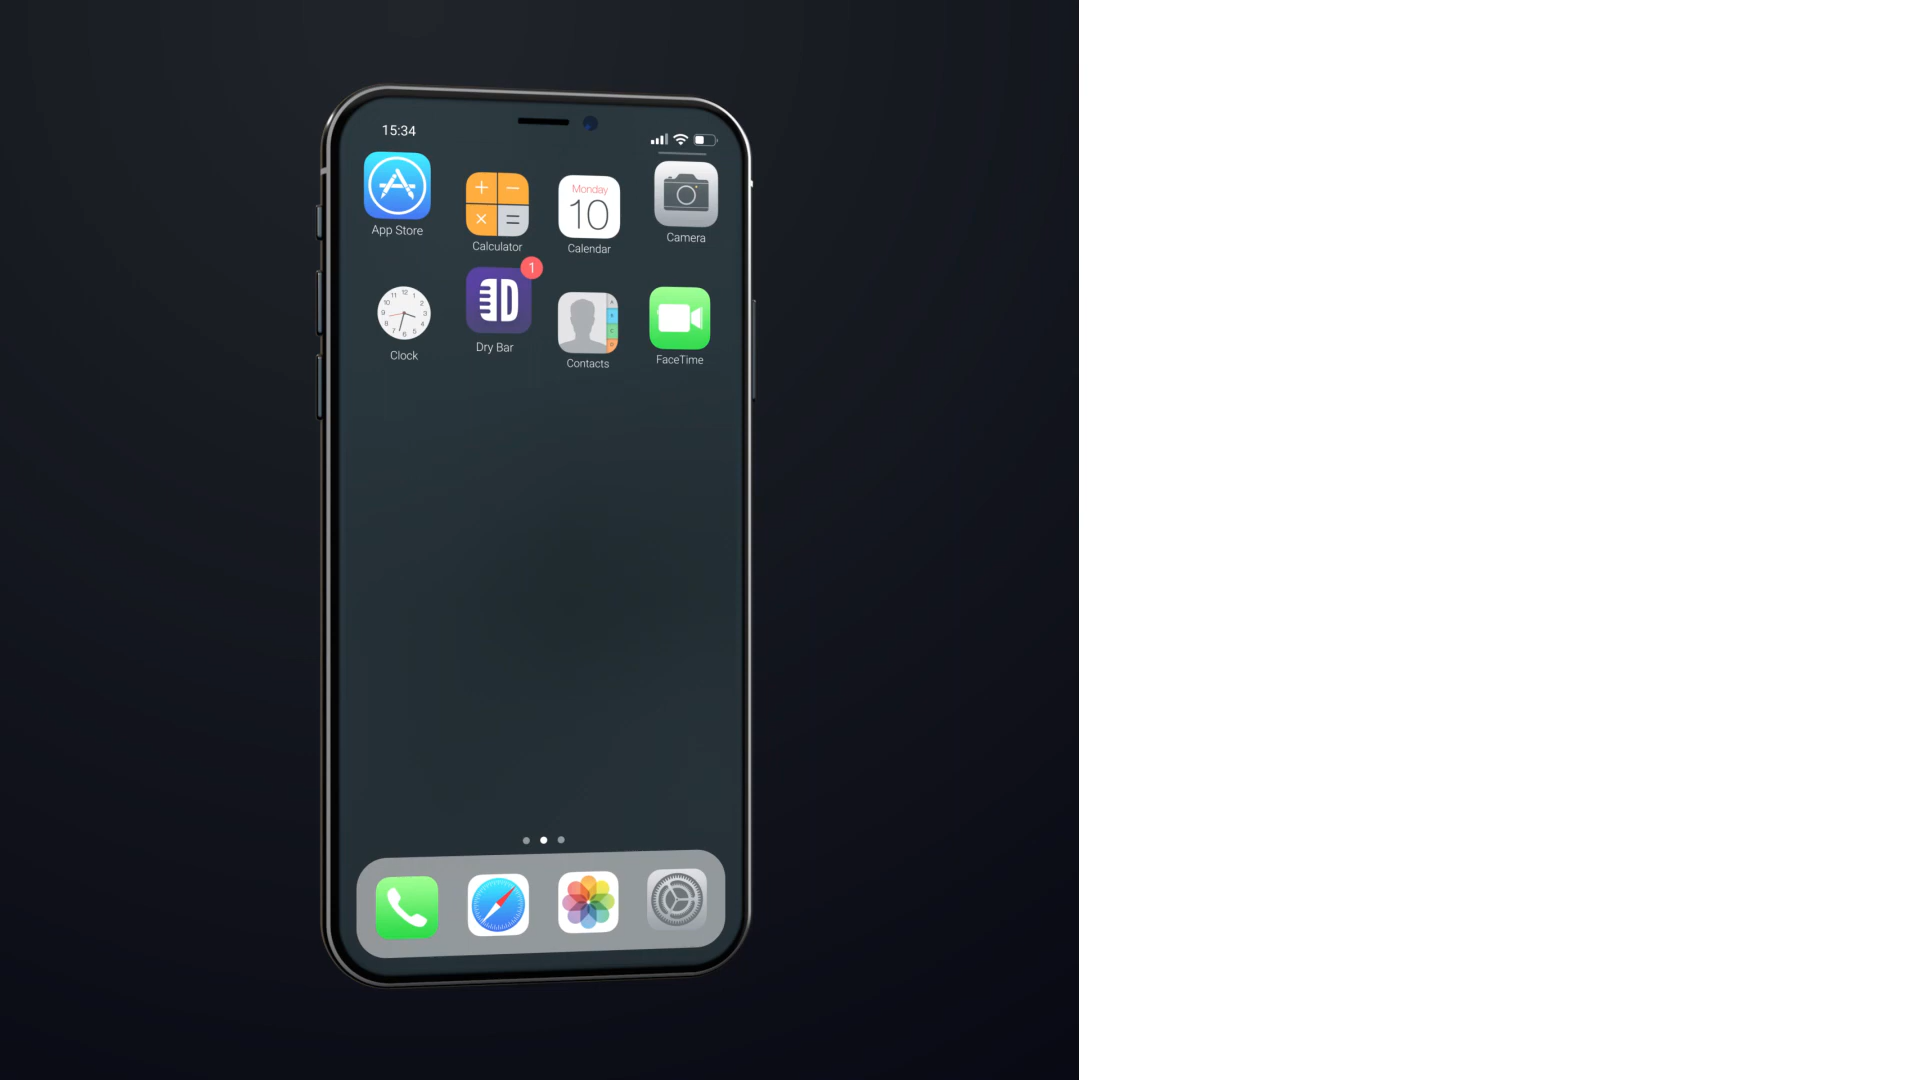 15:34
App Store
Calculator
Monday
10
Calendar
Camera
Clock
1
Dry Bar
Contacts
FaceTime